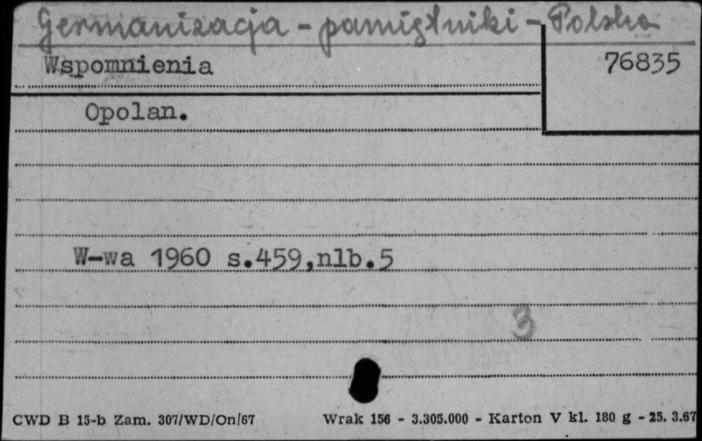 Germanizacja - pamiętniki - Polska
Wspomnienia
76835
Opolan.
W-wa 1960 s.459,nlb.5
3
CWD B 15-b Zam. 307/WD/On/67 Wrak 156 - 3.305.000 - Karton V kl. 180 g - 25. 3.67